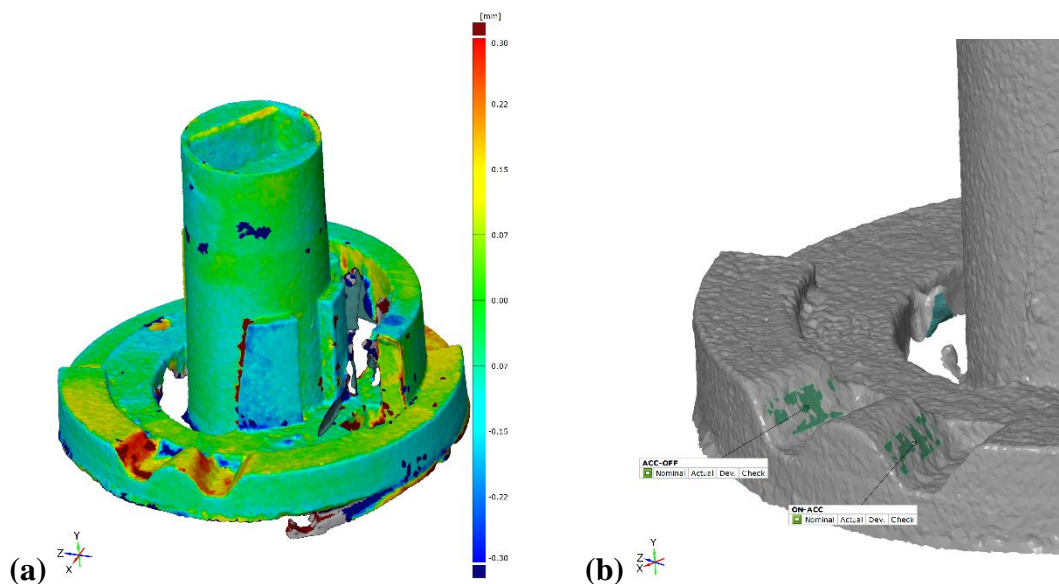 [mm]
0.30
0.22
0.15
0.07
0.00
0.07
-0.15
-0.22
-0.30
Y
Z
X
(a)
ACC-OFF
Nominal Actual Dev. Check
ON-ACC
Nominal Actual Dev. Check
Y
Z
X
(b)